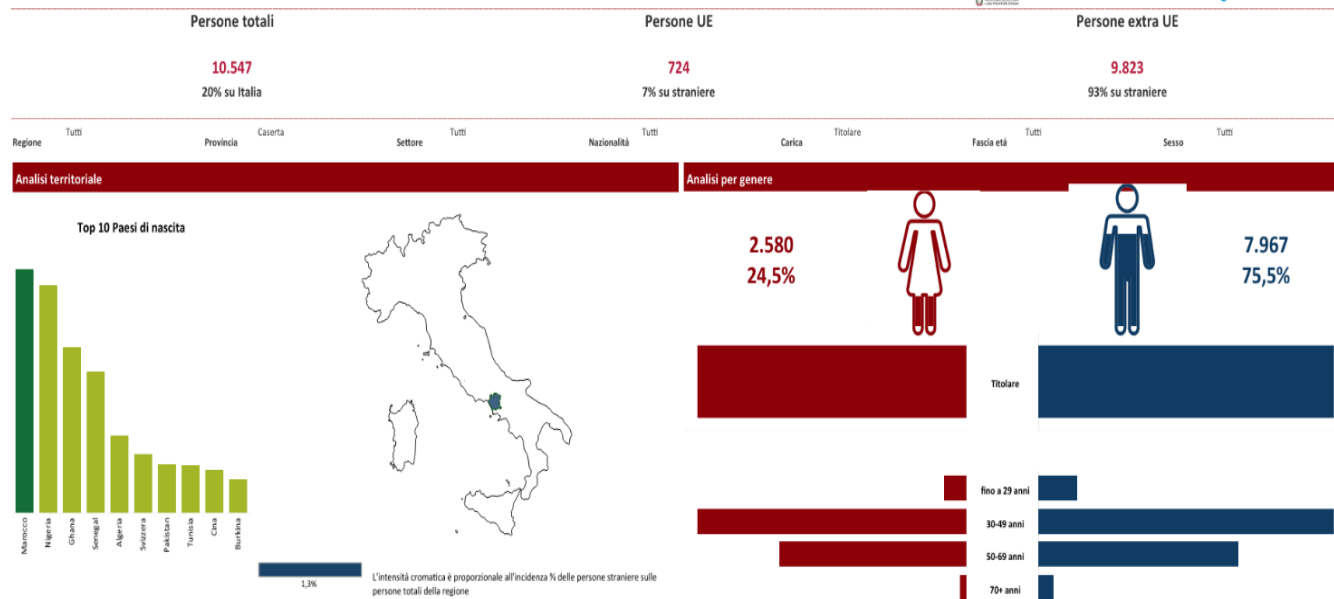 Persone totali
Persone UE
Persone extra UE
10.547
724
9.823
20% su Italia
7% su straniere
93% su straniere
Regione Tutti
Provincia Caserta
Settore Tutti
Nazionalità Tutti
Carica Titolare
Fascia età Tutti
Sesso Tutti
Analisi territoriale
Top 10 Paesi di nascita
Marocco
Nigeria
Ghana
Senegal
Algeria
Svizzera
Pakistan
Tunisia
Cina
Burkina
1,3%
L'intensità cromatica è proporzionale all'incidenza % delle persone straniere sulle
persone totali della regione
Analisi per genere
2.580
24,5%
7.967
75,5%
Titolare
fino a 29 anni
30-49 anni
50-69 anni
70+ anni